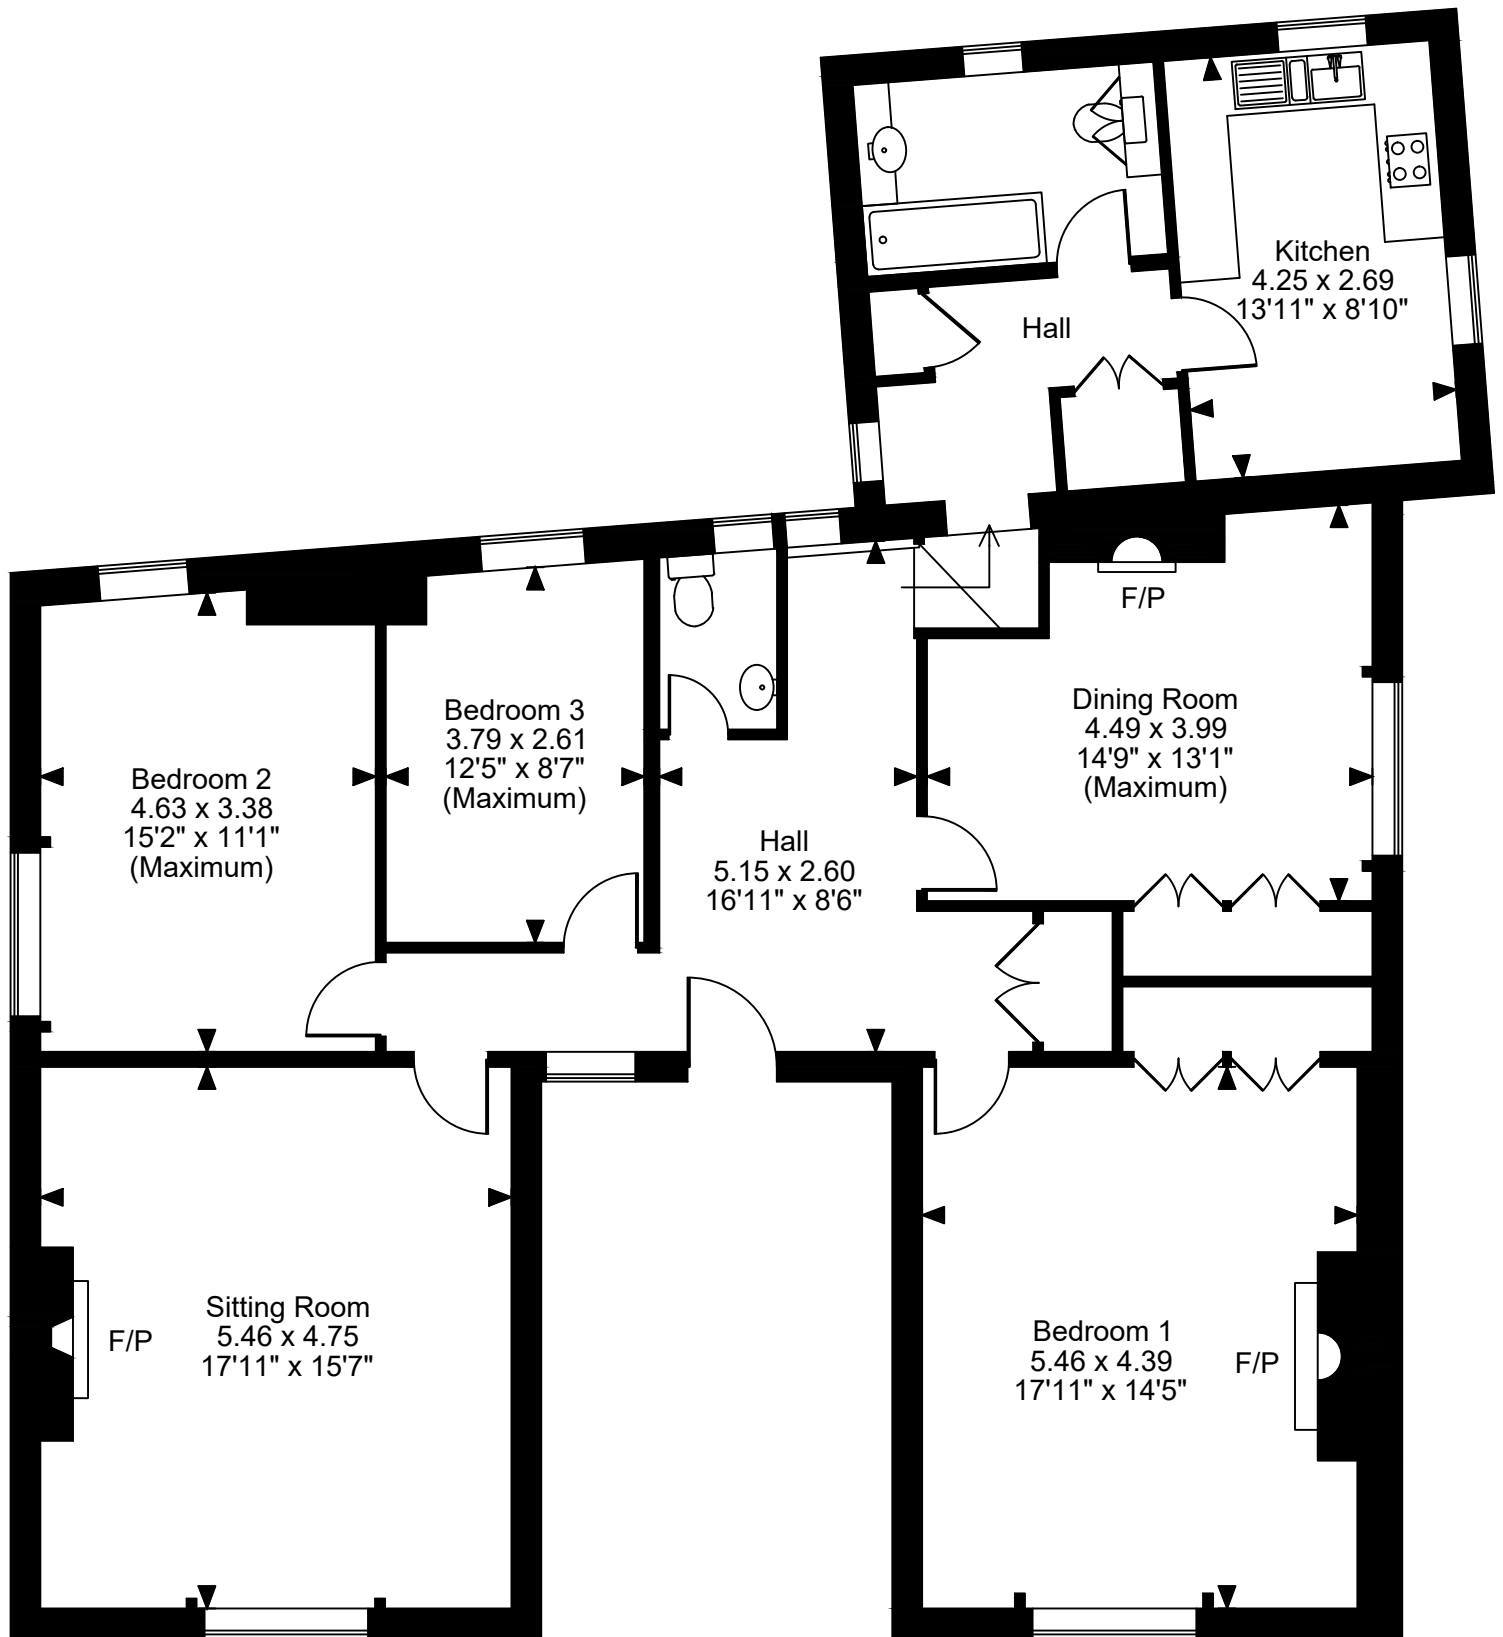 Kitchen
4.25 x 2.69
13'11" x 8'10"
Hall
F/P
Dining Room
4.49 x 3.99
14'9" x 13'1"
(Maximum)
Bedroom 3
3.79 x 2.61
12'5" x 8'7"
(Maximum)
Bedroom 2
4.63 x 3.38
15'2" x 11'1"
(Maximum)
Hall
5.15 x 2.60
16'11" x 8'6"
Sitting Room
5.46 x 4.75
17'11" x 15'7"
F/P
Bedroom 1
5.46 x 4.39
17'11" x 14'5"
F/P